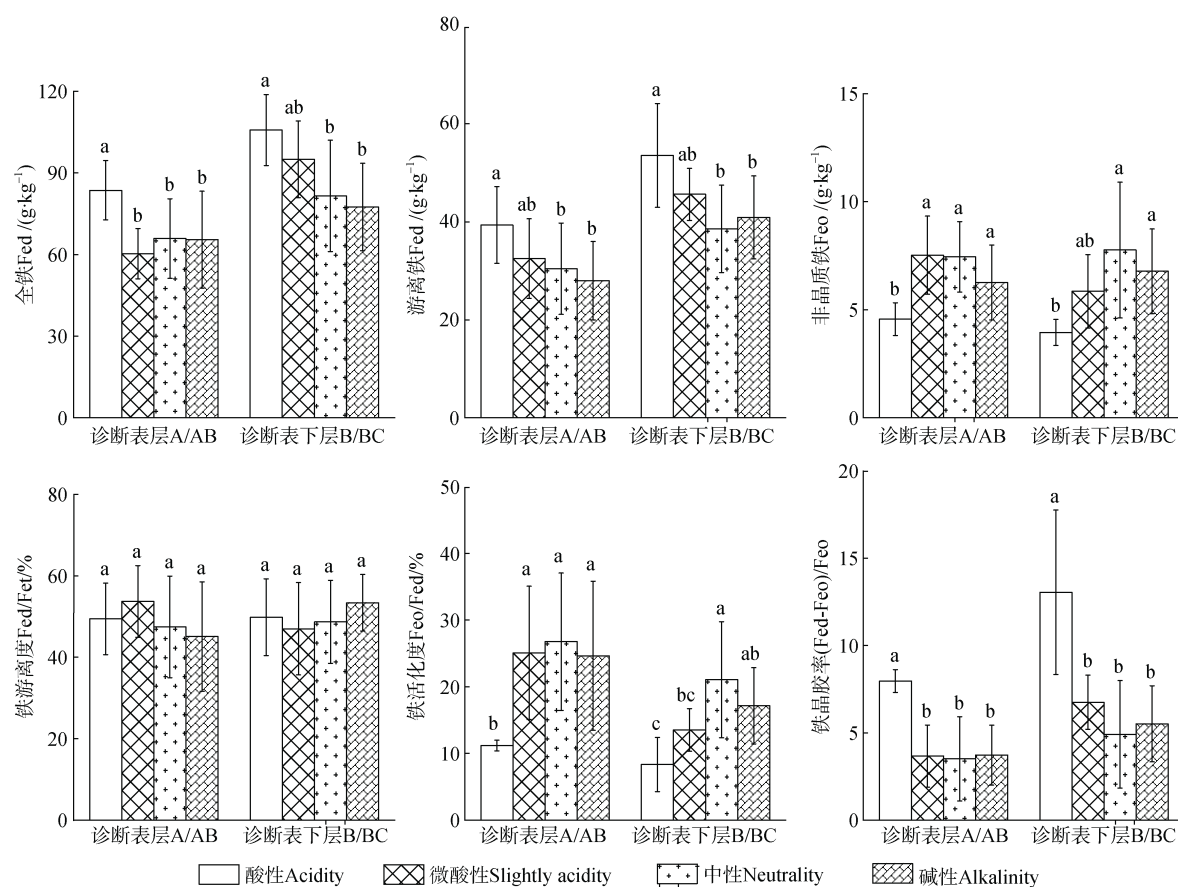 全铁Fed /(g·kg⁻¹)
120
90
60
30
0
a
b
b
b
a
ab
b
b
诊断表层A/AB
诊断表下层B/BC
游离铁Fed /(g·kg⁻¹)
80
60
40
20
0
a
ab
b
b
a
ab
b
b
诊断表层A/AB
诊断表下层B/BC
非晶质铁Feo /(g·kg⁻¹)
15
10
5
0
b
a
a
a
b
ab
a
a
诊断表层A/AB
诊断表下层B/BC
铁游离度Fed/Fet/%
80
60
40
20
0
a
a
a
a
a
a
a
a
诊断表层A/AB
诊断表下层B/BC
铁活化度Feo/Fed/%
50
40
30
20
10
0
b
a
a
a
c
bc
a
ab
诊断表层A/AB
诊断表下层B/BC
铁晶胶率(Fed-Feo)/Feo
20
15
10
5
0
a
b
b
b
a
b
b
b
诊断表层A/AB
诊断表下层B/BC
酸性Acidity
微酸性Slightly acidity
中性Neutrality
碱性Alkalinity